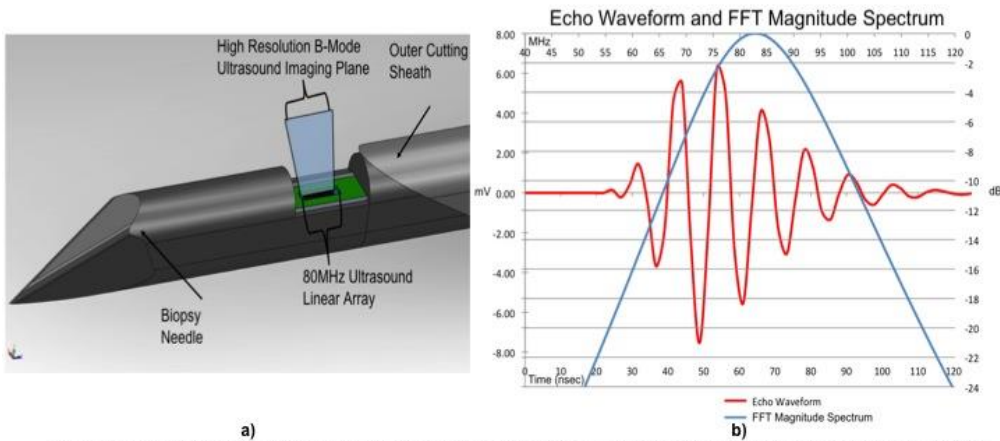 High Resolution B-Mode
Ultrasound Imaging Plane
Outer Cutting
Sheath
80MHz Ultrasound
Linear Array
Biopsy
Needle
a)
Echo Waveform and FFT Magnitude Spectrum
MHz
40 45 50 55 60 65 70 75 80 85 90 95 100 105 110 115 120
8.00
6.00
4.00
2.00
mV 0.00
-2.00
-4.00
-6.00
-8.00
0
-2
-4
-6
-8
-10
dB
-12
-14
-16
-18
-20
-22
-24
Time (nsec)
0 10 20 30 40 50 60 70 80 90 100 110 120
Echo Waveform
FFT Magnitude Spectrum
b)